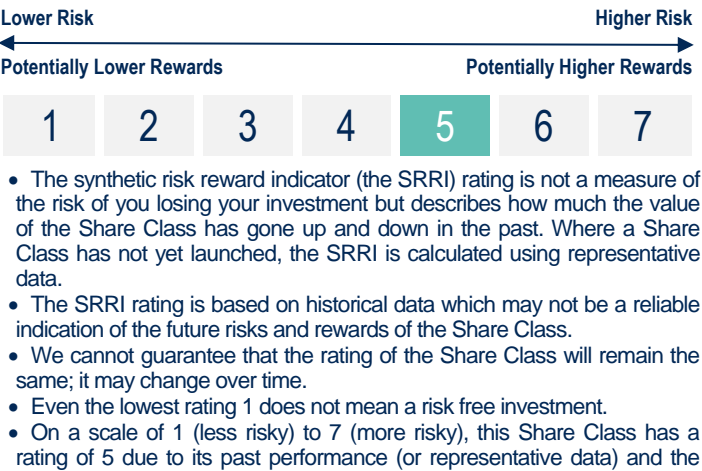 Lower Risk Higher Risk
Potentially Lower Rewards Potentially Higher Rewards
1 2 3 4 5 6 7
• The synthetic risk reward indicator (the SRRI) rating is not a measure of
the risk of you losing your investment but describes how much the value
of the Share Class has gone up and down in the past. Where a Share
Class has not yet launched, the SRRI is calculated using representative
data.
• The SRRI rating is based on historical data which may not be a reliable
indication of the future risks and rewards of the Share Class.
• We cannot guarantee that the rating of the Share Class will remain the
same; it may change over time.
• Even the lowest rating 1 does not mean a risk free investment.
• On a scale of 1 (less risky) to 7 (more risky), this Share Class has a
rating of 5 due to its past performance (or representative data) and the